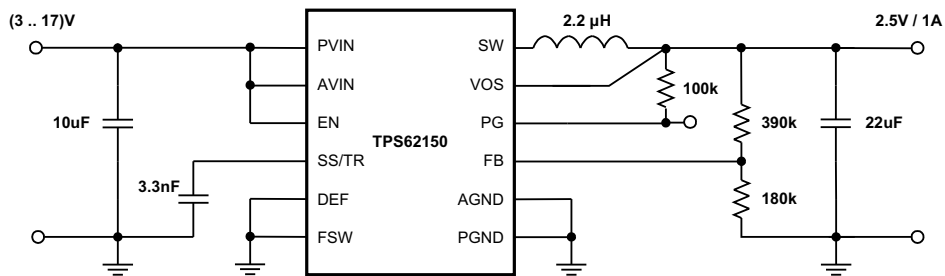 (3 .. 17)V
2.2 µH
2.5V / 1A
PVIN
SW
AVIN
VOS
100k
10uF
EN
PG
390k
22uF
TPS62150
SS/TR
FB
3.3nF
DEF
AGND
180k
FSW
PGND